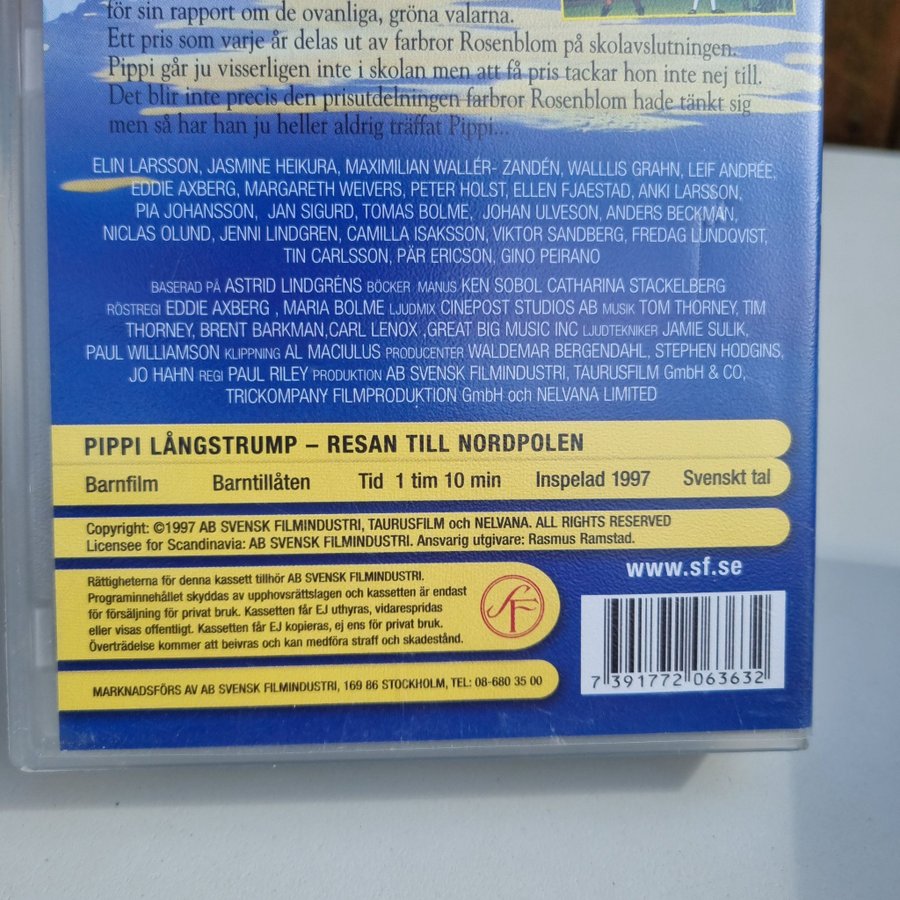 för sin rapport om de ovanliga, gröna valarna.
Ett pris som varje år delas ut av farbror Rosenblom på skolavslutningen.
Pippi går ju visserligen inte i skolan men att få pris tackar hon inte nej till.
Det blir inte precis den prisutdelningen farbror Rosenblom hade tänkt sig
men så har han ju heller aldrig träffat Pippi...
ELIN LARSSON, JASMINE HEIKURA, MAXIMILIAN WALLÉR- ZANDÉN, WALLLIS GRAHN, LEIF ANDRÉE,
EDDIE AXBERG, MARGARETH WEIVERS, PETER HOLST, ELLEN FJAESTAD, ANKI LARSSON,
PIA JOHANSSON, JAN SIGURD, TOMAS BOLME, JOHAN ULVESON, ANDERS BECKMAN,
NICLAS OLUND, JENNI LINDGREN, CAMILLA ISAKSSON, VIKTOR SANDBERG, FREDAG LUNDQVIST,
TIN CARLSSON, PÄR ERICSON, GINO PEIRANO
BASERAD PÅ ASTRID LINDGRÉNS BÖCKER MANUS KEN SOBOL CATHARINA STACKELBERG
RÖSTREGI EDDIE AXBERG , MARIA BOLME LJUDMIX CINEPOST STUDIOS AB MUSIK TOM THORNEY, TIM
THORNEY, BRENT BARKMAN,CARL LENOX ,GREAT BIG MUSIC INC LJUDTEKNIKER JAMIE SULIK,
PAUL WILLIAMSON KLIPPNING AL MACIULUS PRODUCENTER WALDEMAR BERGENDAHL, STEPHEN HODGINS,
JO HAHN REGI PAUL RILEY PRODUKTION AB SVENSK FILMINDUSTRI, TAURUSFILM GmbH & CO,
TRICKOMPANY FILMPRODUKTION GmbH och NELVANA LIMITED
PIPPI LÅNGSTRUMP – RESAN TILL NORDPOLEN
Barnfilm Barntillåten Tid 1 tim 10 min Inspelad 1997 Svenskt tal
Copyright: ©1997 AB SVENSK FILMINDUSTRI, TAURUSFILM och NELVANA. ALL RIGHTS RESERVED
Licensee for Scandinavia: AB SVENSK FILMINDUSTRI. Ansvarig utgivare: Rasmus Ramstad.
www.sf.se
Rättigheterna för denna kassett tillhör AB SVENSK FILMINDUSTRI.
Programinnehållet skyddas av upphovsrättslagen och kassetten är endast
för försäljning för privat bruk. Kassetten får EJ uthyras, vidarespridas
eller visas offentligt. Kassetten får EJ kopieras, ej ens för privat bruk.
Överträdelse kommer att beivras och kan medföra straff och skadestånd.
SF
MARKNADSFÖRS AV AB SVENSK FILMINDUSTRI, 169 86 STOCKHOLM, TEL: 08-680 35 00
7 391772 063632